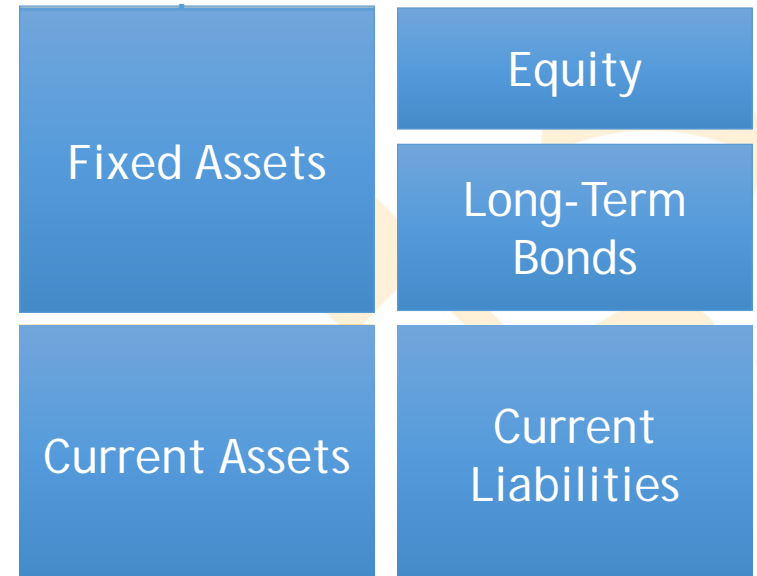 Fixed Assets
Equity
Long-Term
Bonds
Current Assets
Current
Liabilities